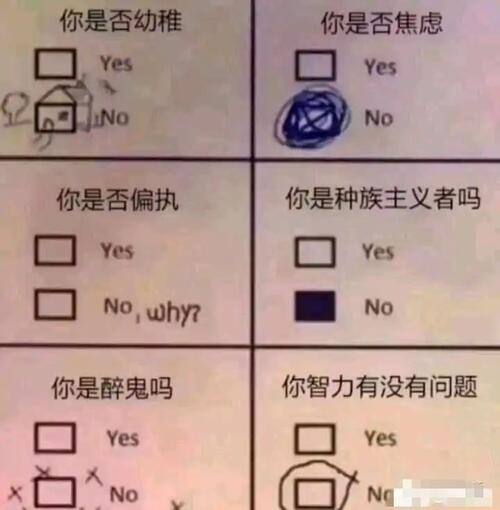 你是否幼稚
Yes
No
你是否焦虑
Yes
No
你是否偏执
Yes
No, why?
你是种族主义者吗
Yes
No
你是醉鬼吗
Yes
No
你智力有没有问题
Yes
No